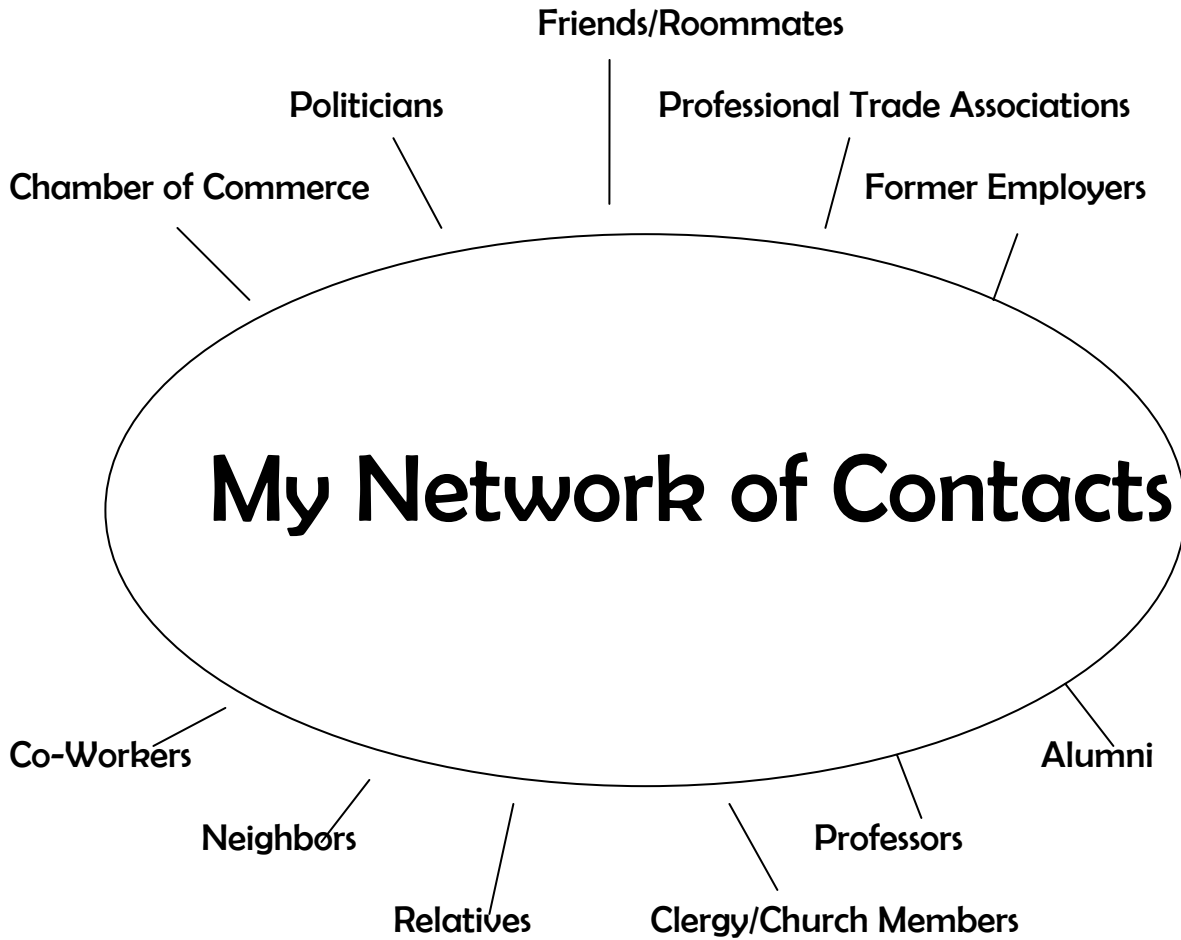 Friends/Roommates
Politicians
Professional Trade Associations
Chamber of Commerce
Former Employers
My Network of Contacts
Co-Workers
Alumni
Neighbors
Professors
Relatives
Clergy/Church Members